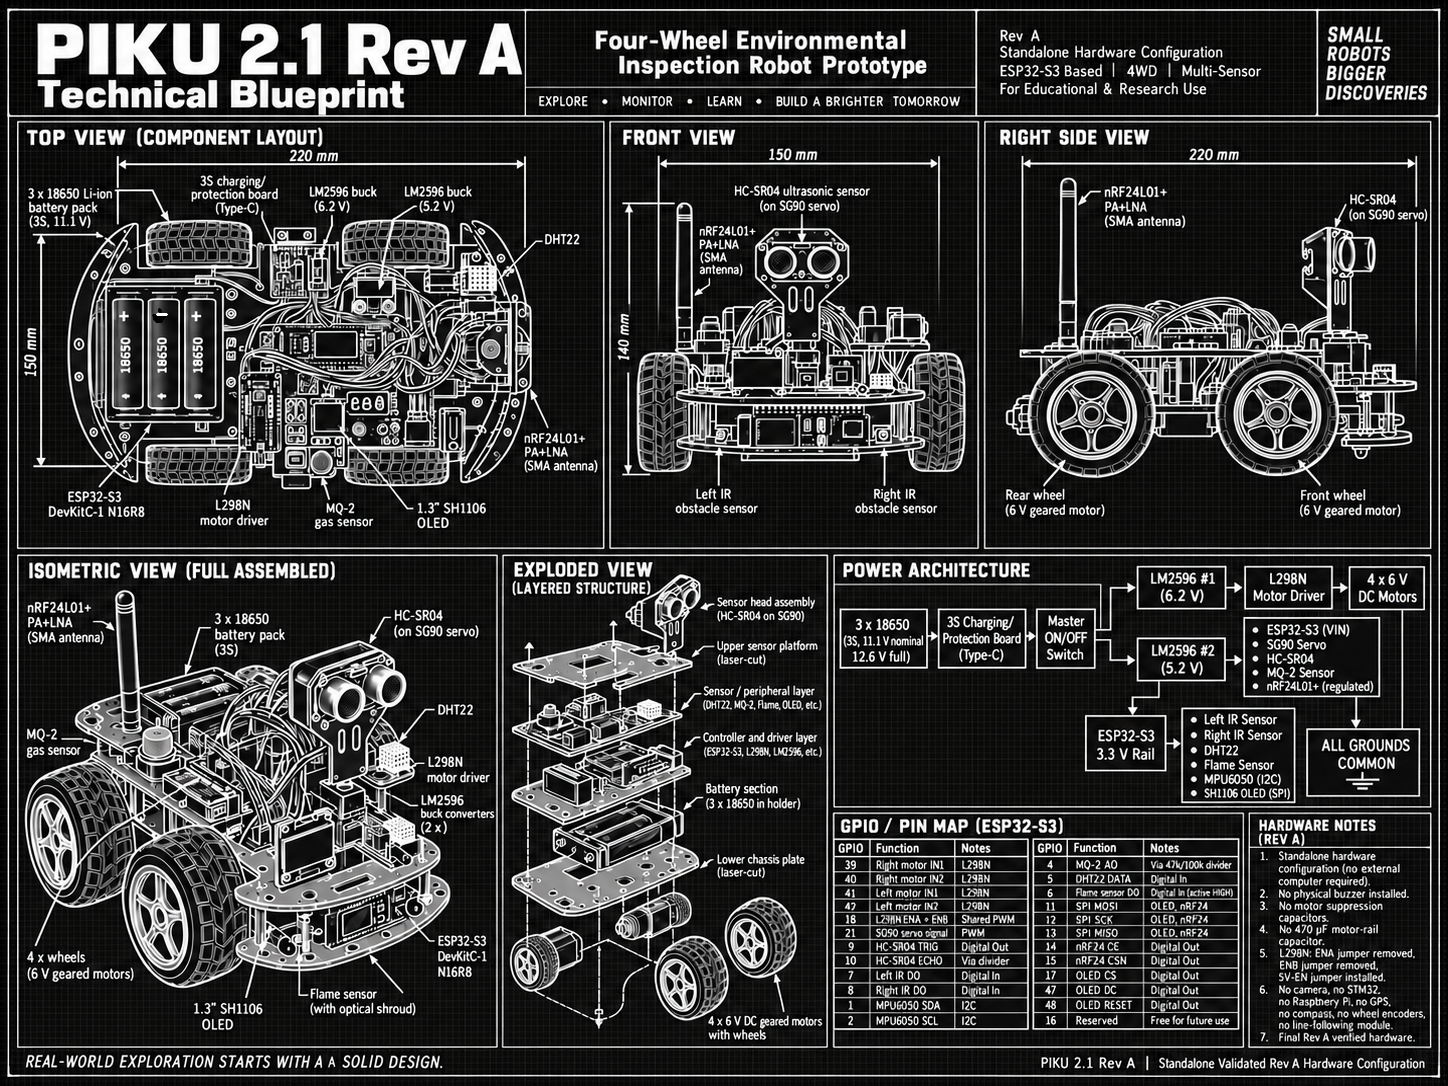 PIKU 2.1 Rev A
Technical Blueprint
Four-Wheel Environmental
Inspection Robot Prototype
EXPLORE • MONITOR • LEARN • BUILD A BRIGHTER TOMORROW
Rev A
Standalone Hardware Configuration
ESP32-S3 Based | 4WD | Multi-Sensor
For Educational & Research Use
SMALL
ROBOTS
BIGGER
DISCOVERIES
TOP VIEW (COMPONENT LAYOUT)
220 mm
3 x 18650 Li-ion
battery pack
(3S, 11.1 V)
3S charging/
protection board
(Type-C)
LM2596 buck
(6.2 V)
LM2596 buck
(5.2 V)
DHT22
150 mm
18650
18650
18650
nRF24L01+
PA+LNA
(SMA antenna)
ESP32-S3
DevKitC-1 N16R8
L298N
motor driver
MQ-2
gas sensor
1.3" SH1106
OLED
FRONT VIEW
150 mm
HC-SR04 ultrasonic sensor
(on SG90 servo)
nRF24L01+
PA+LNA
(SMA
antenna)
140 mm
Left IR
obstacle sensor
Right IR
obstacle sensor
RIGHT SIDE VIEW
220 mm
nRF24L01+
PA+LNA
(SMA antenna)
HC-SR04
(on SG90 servo)
Rear wheel
(6 V geared motor)
Front wheel
(6 V geared motor)
ISOMETRIC VIEW (FULL ASSEMBLED)
nRF24L01+
PA+LNA
(SMA antenna)
3 x 18650
battery pack
(3S)
HC-SR04
(on SG90 servo)
MQ-2
gas sensor
DHT22
L298N
motor driver
LM2596
buck converters
(2 x)
4 x wheels
(6 V geared motors)
ESP32-S3
DevKitC-1
N16R8
1.3" SH1106
OLED
Flame sensor
(with optical shroud)
EXPLODED VIEW
(LAYERED STRUCTURE)
Sensor head assembly
(HC-SR04 on SG90)
Upper sensor platform
(laser-cut)
Sensor / peripheral layer
(DHT22, MQ-2, Flame, OLED, etc.)
Controller and driver layer
(ESP32-S3, L298N, LM2596, etc.)
Battery section
(3 x 18650 in holder)
Lower chassis plate
(laser-cut)
4 x 6 V DC geared motors
with wheels
POWER ARCHITECTURE
3 x 18650
(3S, 11.1 V nominal
12.6 V full)
3S Charging/
Protection Board
(Type-C)
Master
ON/OFF
Switch
LM2596 #1
(6.2 V)
L298N
Motor Driver
4 x 6 V
DC Motors
LM2596 #2
(5.2 V)
• ESP32-S3 (VIN)
• SG90 Servo
• HC-SR04
• MQ-2 Sensor
• nRF24L01+ (regulated)
ESP32-S3
3.3 V Rail
• Left IR Sensor
• Right IR Sensor
• DHT22
• Flame Sensor
• MPU6050 (I2C)
• SH1106 OLED (SPI)
ALL GROUNDS
COMMON
GPIO / PIN MAP (ESP32-S3)
GPIO Function Notes
39 Right motor IN1 L298N
40 Right motor IN2 L298N
41 Left motor IN1 L298N
42 Left motor IN2 L298N
18 L298N ENA + ENB Shared PWM
21 SG90 servo signal PWM
9 HC-SR04 TRIG Digital Out
10 HC-SR04 ECHO Via divider
7 Left IR DO Digital In
8 Right IR DO Digital In
1 MPU6050 SDA I2C
2 MPU6050 SCL I2C
GPIO Function Notes
4 MQ-2 AO Via 47k/100k divider
5 DHT22 DATA Digital In
6 Flame sensor DO Digital In (active HIGH)
11 SPI MOSI OLED, nRF24
12 SPI SCK OLED, nRF24
13 SPI MISO OLED, nRF24
14 nRF24 CE Digital Out
15 nRF24 CSN Digital Out
17 OLED CS Digital Out
47 OLED DC Digital Out
48 OLED RESET Digital Out
16 Reserved Free for future use
HARDWARE NOTES
(REV A)
1. Standalone hardware
configuration (no external
computer required).
2. No physical buzzer installed.
3. No motor suppression
capacitors.
4. No 470 µF motor-rail
capacitor.
5. L298N: ENA jumper removed,
ENB jumper removed,
5V-EN jumper installed.
6. No camera, no STM32,
no Raspbery Pi, no GPS,
no compass, no wheel encoders,
no line-following module.
7. Final Rev A verified hardware.
REAL-WORLD EXPLORATION STARTS WITH A A SOLID DESIGN.
PIKU 2.1 Rev A | Standalone Validated Rev A Hardware Configuration